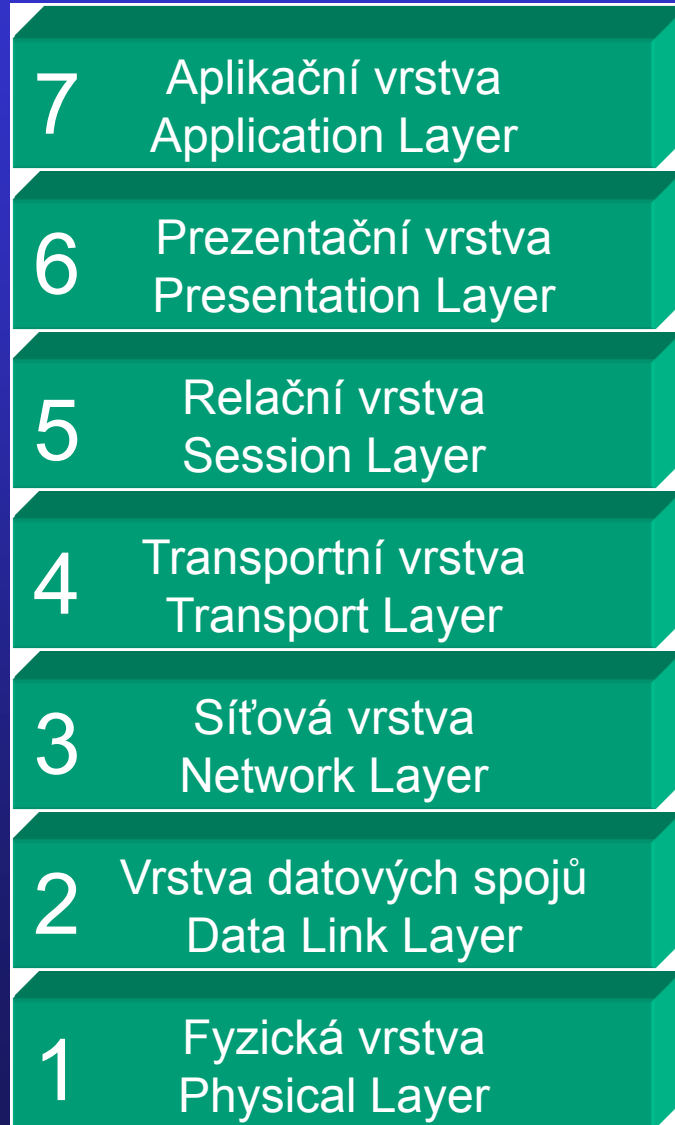 7
Aplikační vrstva
Application Layer
6
Prezentační vrstva
Presentation Layer
5
Relační vrstva
Session Layer
4
Transportní vrstva
Transport Layer
3
Síťová vrstva
Network Layer
2
Vrstva datových spojů
Data Link Layer
1
Fyzická vrstva
Physical Layer